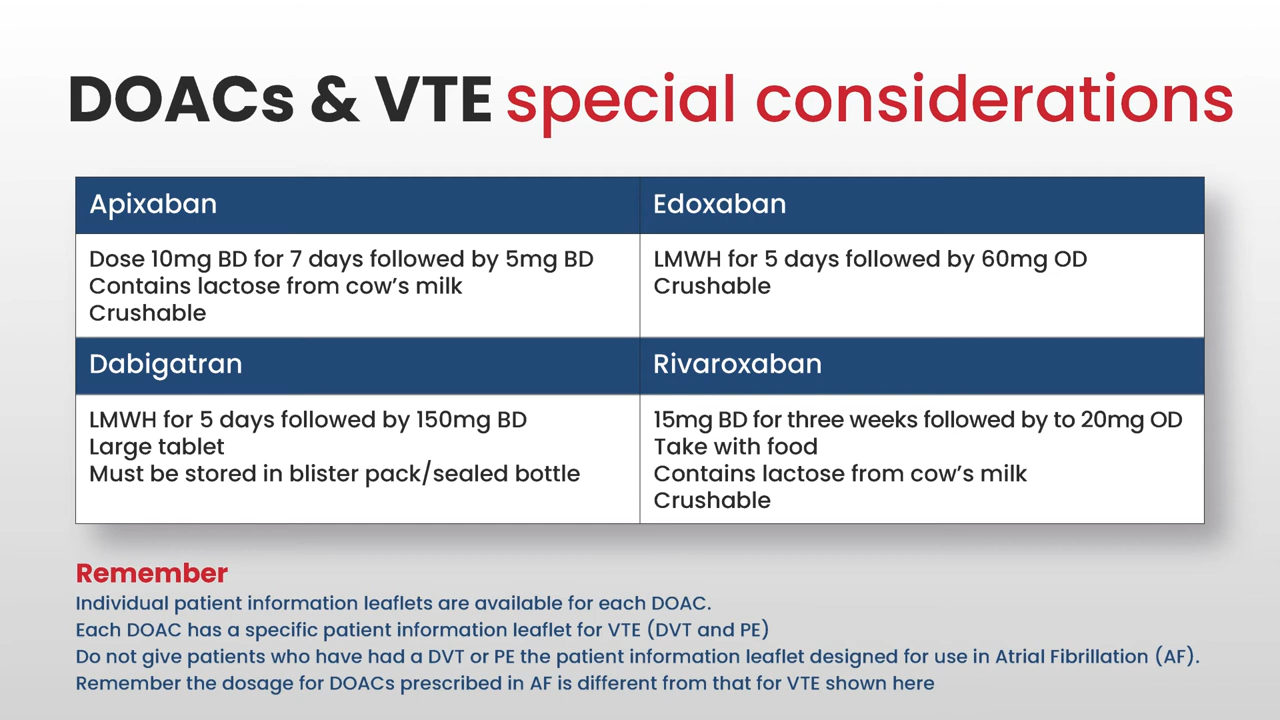 DOACs & VTE special considerations
Apixaban
Dose 10mg BD for 7 days followed by 5mg BD
Contains lactose from cow’s milk
Crushable
Edoxaban
LMWH for 5 days followed by 60mg OD
Crushable
Dabigatran
LMWH for 5 days followed by 150mg BD
Large tablet
Must be stored in blister pack/sealed bottle
Rivaroxaban
15mg BD for three weeks followed by to 20mg OD
Take with food
Contains lactose from cow’s milk
Crushable
Remember
Individual patient information leaflets are available for each DOAC.
Each DOAC has a specific patient information leaflet for VTE (DVT and PE)
Do not give patients who have had a DVT or PE the patient information leaflet designed for use in Atrial Fibrillation (AF).
Remember the dosage for DOACs prescribed in AF is different from that for VTE shown here